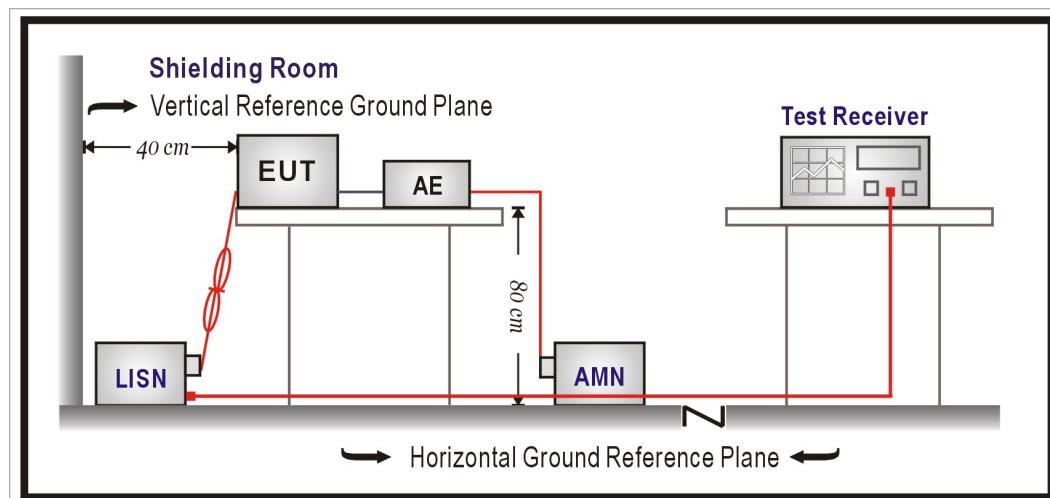 Shielding Room
Vertical Reference Ground Plane
Test Receiver
40 cm
EUT
AE
80 cm
LISN
AMN
Horizontal Ground Reference Plane